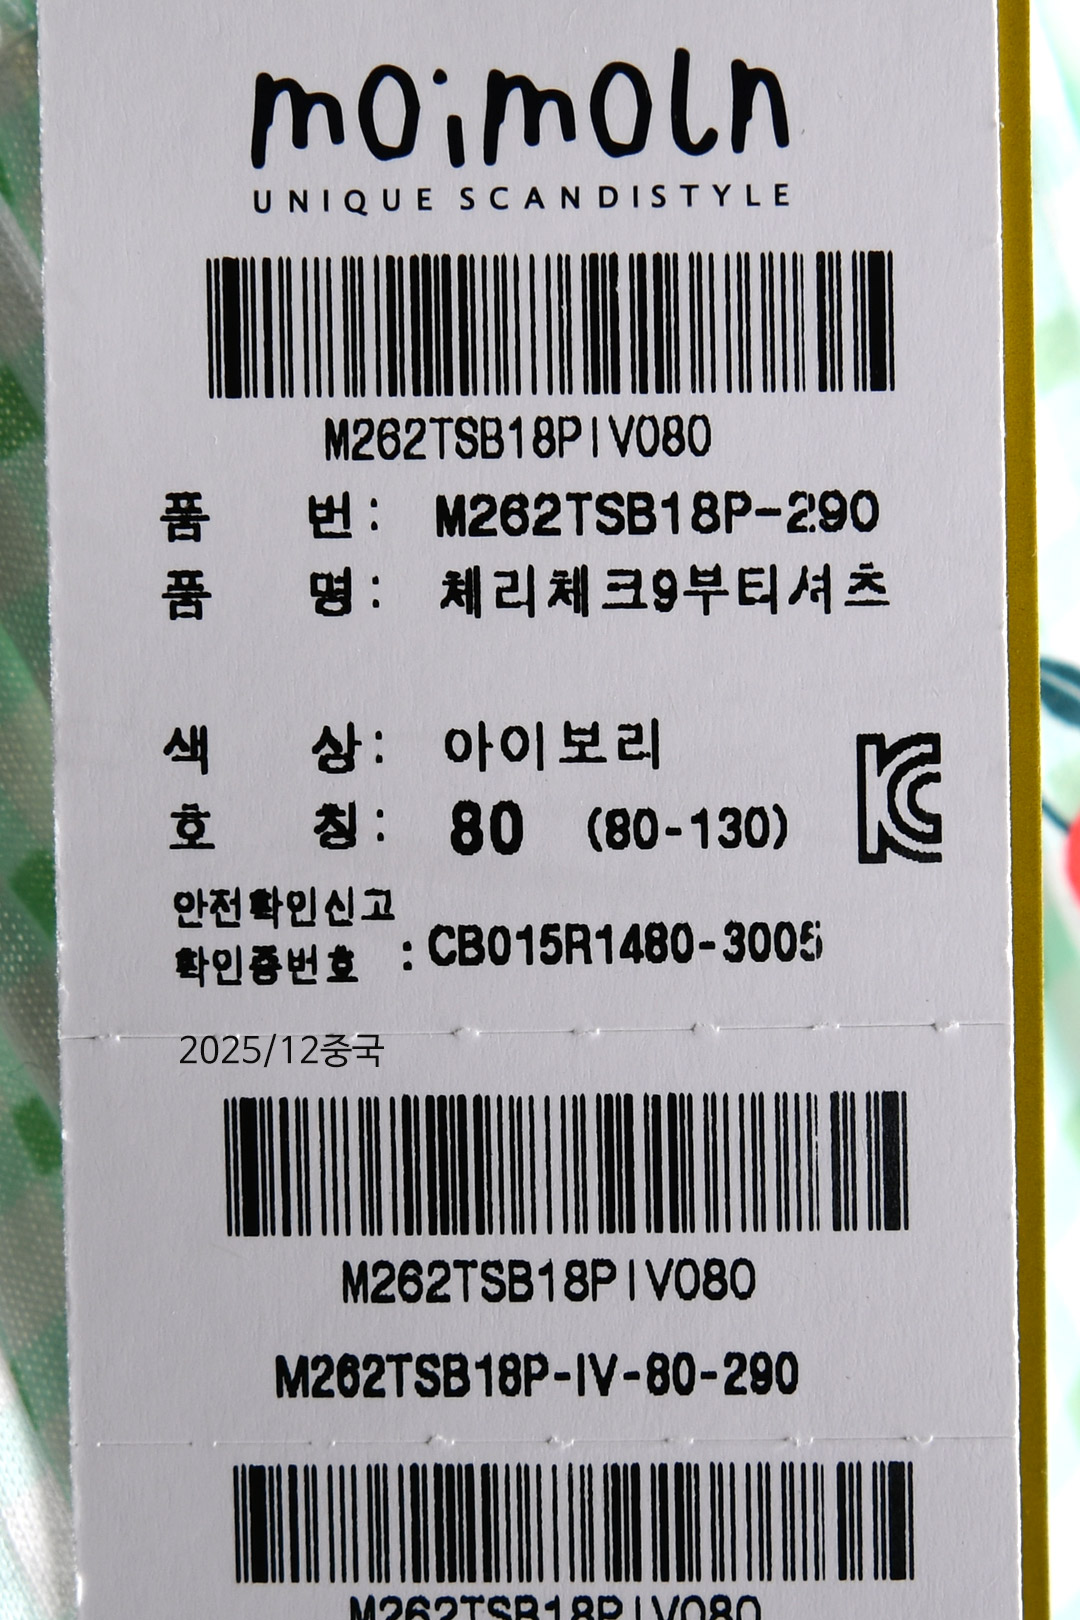 moimoln
UNIQUE SCANDISTYLE
M262TSB18PIV080
품 번 : M262TSB18P-290
품 명 : 체리체크9부티셔츠
색 상 : 아이보리
호 칭 : 80 (80-130)
안전확인신고
확인증번호 : CB015R1480-3005
2025/12중국
M262TSB18PIV080
M262TSB18P-IV-80-290
M262TSB18PIV080